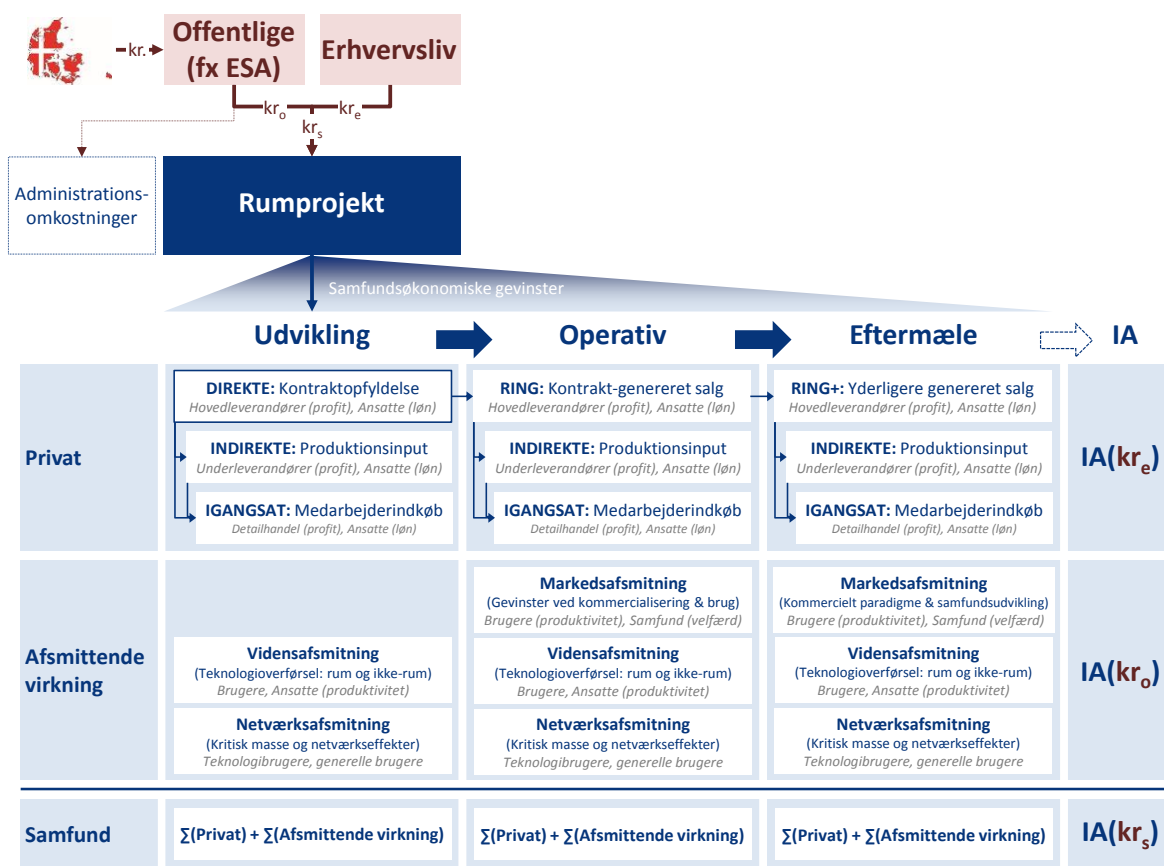 kr.
Offentlige
(fx ESA)
Erhvervsliv
kr_o
kr_e
kr_s
Administrations-
omkostninger
Rumprojekt
Samfundsøkonomiske gevinster
Udvikling
Operativ
Eftermæle
IA
Privat
DIREKTE: Kontraktopfyldelse
Hovedleverandører (profit), Ansatte (løn)
INDIREKTE: Produktionsinput
Underleverandører (profit), Ansatte (løn)
IGANGSAT: Medarbejderindkøb
Detailhandel (profit), Ansatte (løn)
RING: Kontrakt-genereret salg
Hovedleverandører (profit), Ansatte (løn)
INDIREKTE: Produktionsinput
Underleverandører (profit), Ansatte (løn)
IGANGSAT: Medarbejderindkøb
Detailhandel (profit), Ansatte (løn)
RING+: Yderligere genereret salg
Hovedleverandører (profit), Ansatte (løn)
INDIREKTE: Produktionsinput
Underleverandører (profit), Ansatte (løn)
IGANGSAT: Medarbejderindkøb
Detailhandel (profit), Ansatte (løn)
IA(kr_e)
Afsmittende
virkning
Vidensafsmitning
(Teknologioverførsel: rum og ikke-rum)
Brugere, Ansatte (produktivitet)
Netværksafsmitning
(Kritisk masse og netværkseffekter)
Teknologibrugere, generelle brugere
Markedsafsmitning
(Gevinster ved kommercialisering & brug)
Brugere (produktivitet), Samfund (velfærd)
Vidensafsmitning
(Teknologioverførsel: rum og ikke-rum)
Brugere, Ansatte (produktivitet)
Netværksafsmitning
(Kritisk masse og netværkseffekter)
Teknologibrugere, generelle brugere
Markedsafsmitning
(Kommercielt paradigme & samfundsudvikling)
Brugere (produktivitet), Samfund (velfærd)
Vidensafsmitning
(Teknologioverførsel: rum og ikke-rum)
Brugere, Ansatte (produktivitet)
Netværksafsmitning
(Kritisk masse og netværkseffekter)
Teknologibrugere, generelle brugere
IA(kr_o)
Samfund
∑(Privat) + ∑(Afsmittende virkning)
∑(Privat) + ∑(Afsmittende virkning)
∑(Privat) + ∑(Afsmittende virkning)
IA(kr_s)